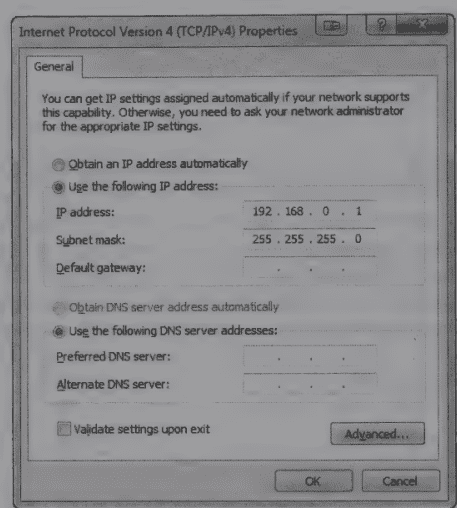 Internet Protocol Version 4 (TCP/IPv4) Properties
General
You can get IP settings assigned automatically if your network supports
this capability. Otherwise, you need to ask your network administrator
for the appropriate IP settings.
Obtain an IP address automatically
Use the following IP address:
IP address: 192 . 168 . 0 . 1
Subnet mask: 255 . 255 . 255 . 0
Default gateway: . . .
Obtain DNS server address automatically
Use the following DNS server addresses:
Preferred DNS server: . . .
Alternate DNS server: . . .
Validate settings upon exit
Advanced...
OK Cancel